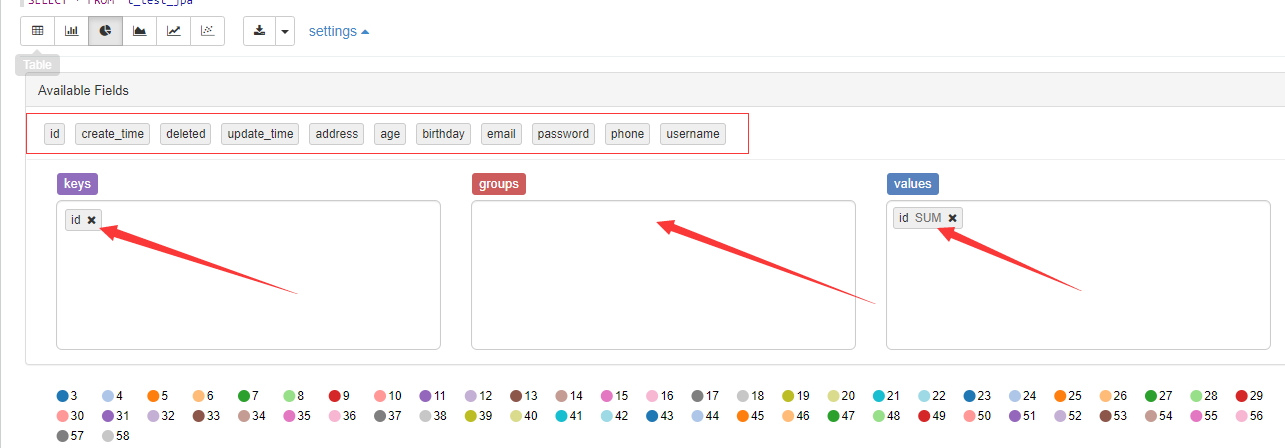 SELECT * FROM t_test_jpa
settings
Table
Available Fields
id create_time deleted update_time address age birthday email password phone username
keys groups values
id id SUM
3 4 5 6 7 8 9 10 11 12 13 14 15 16 17 18 19 20 21 22 23 24 25 26 27 28 29
30 31 32 33 34 35 36 37 38 39 40 41 42 43 44 45 46 47 48 49 50 51 52 53 54 55 56
57 58